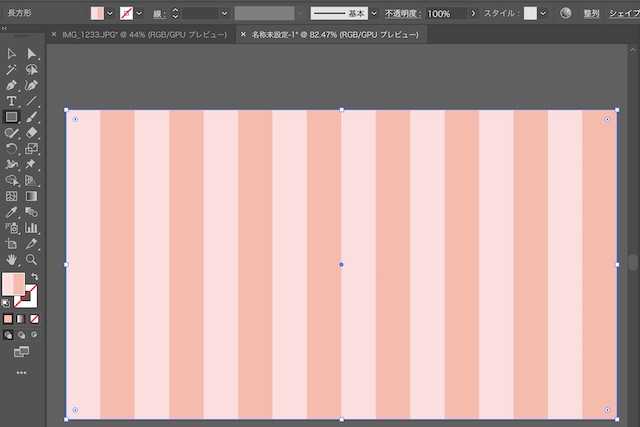 長方形 線 : 基本 不透明度 : 100% スタイル : 整列 シェイプ
× IMG_1233.JPG* @ 44% (RGB/GPU プレビュー) × 名称未設定-1* @ 82.47% (RGB/GPU プレビュー)